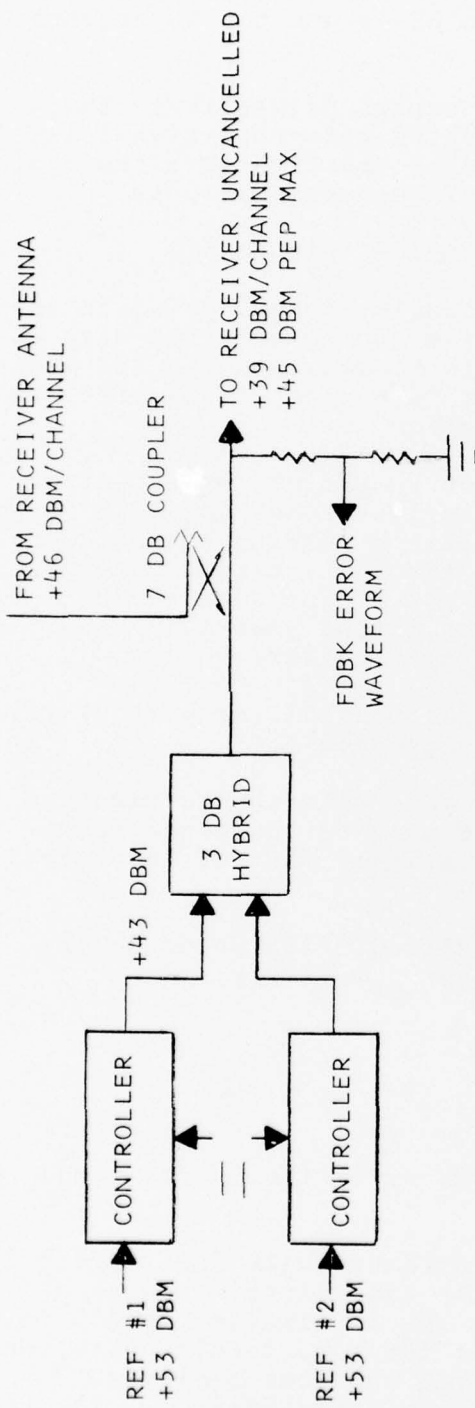 REF #1
+53 DBM
CONTROLLER
REF #2
+53 DBM
CONTROLLER
+43 DBM
3 DB
HYBRID
FROM RECEIVER ANTENNA
+46 DBM/CHANNEL
7 DB COUPLER
TO RECEIVER UNCANCELLED
+39 DBM/CHANNEL
+45 DBM PEP MAX
FDBK ERROR
WAVEFORM